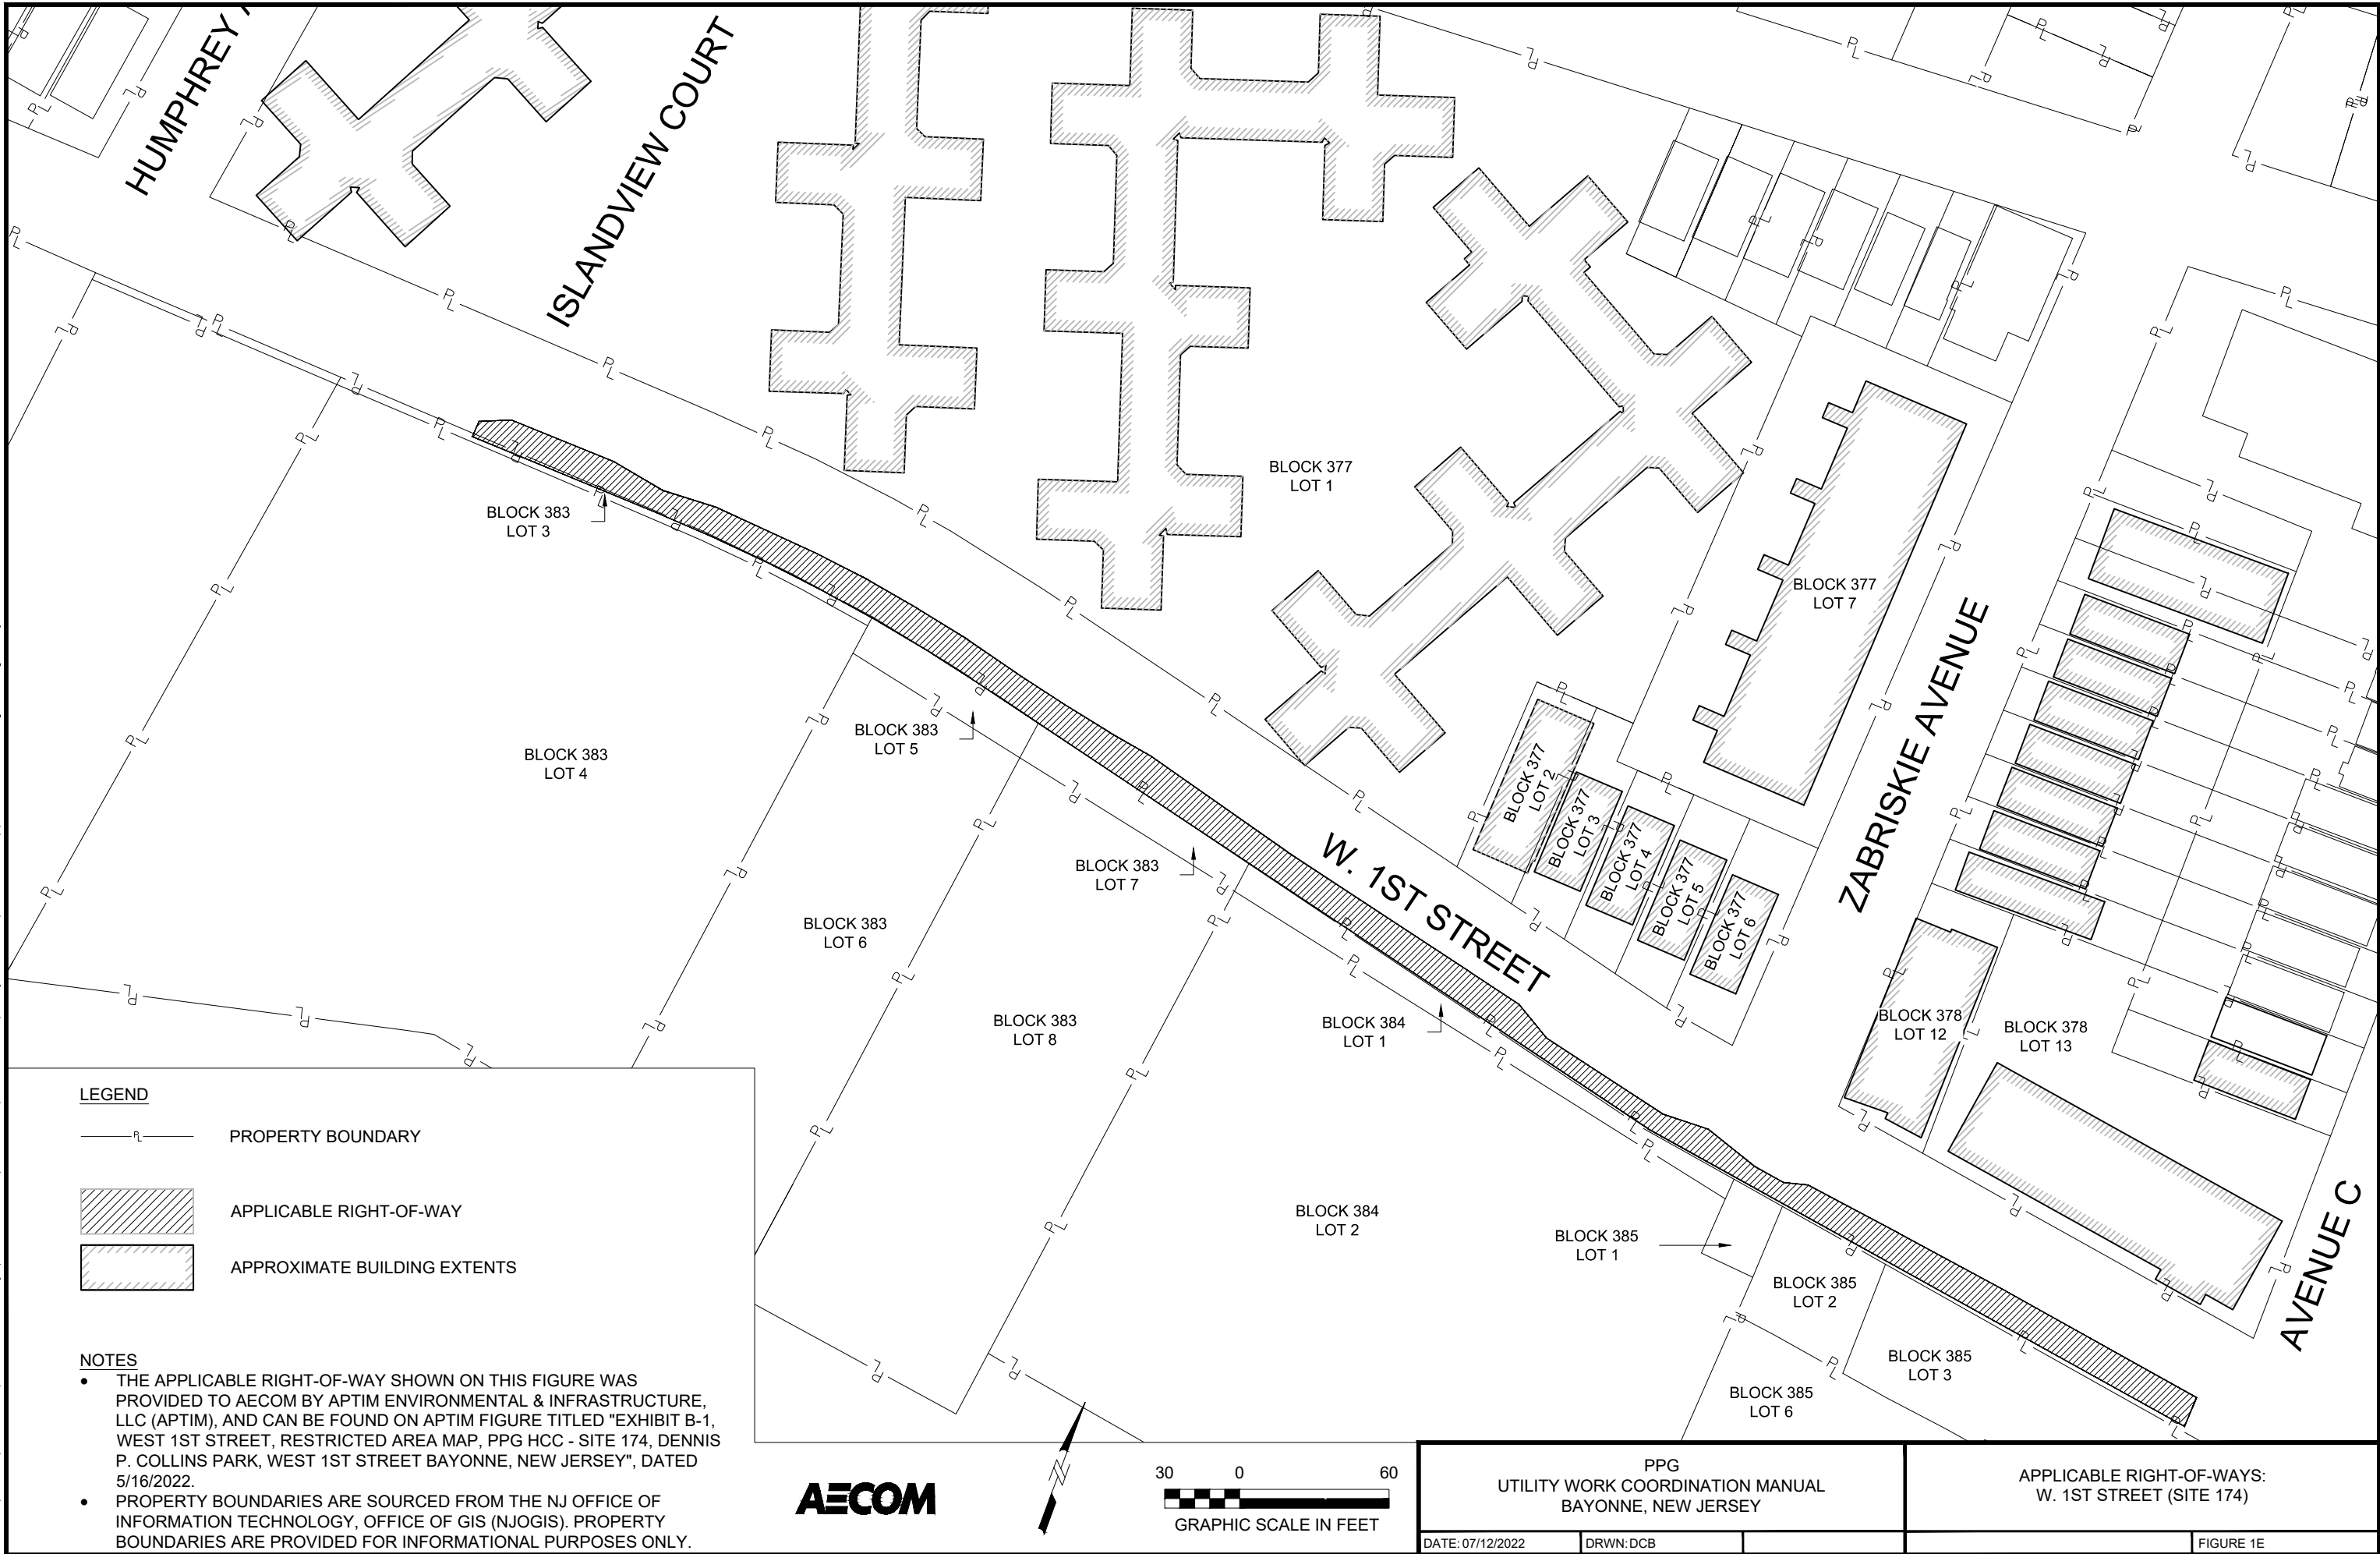 HUMPHREY
ISLANDVIEW COURT
BLOCK 377
LOT 1
BLOCK 383
LOT 3
BLOCK 377
LOT 7
ZABRISKIE AVENUE
BLOCK 383
LOT 5
BLOCK 383
LOT 4
BLOCK 377
LOT 2
BLOCK 377
LOT 3
BLOCK 377
LOT 4
BLOCK 377
LOT 5
BLOCK 377
LOT 6
W. 1ST STREET
BLOCK 383
LOT 7
BLOCK 383
LOT 6
BLOCK 383
LOT 8
BLOCK 384
LOT 1
BLOCK 378
LOT 12
BLOCK 378
LOT 13
BLOCK 384
LOT 2
BLOCK 385
LOT 1
BLOCK 385
LOT 2
BLOCK 385
LOT 3
BLOCK 385
LOT 6
AVENUE C
LEGEND
PL PROPERTY BOUNDARY
APPLICABLE RIGHT-OF-WAY
APPROXIMATE BUILDING EXTENTS
NOTES
• THE APPLICABLE RIGHT-OF-WAY SHOWN ON THIS FIGURE WAS
PROVIDED TO AECOM BY APTIM ENVIRONMENTAL & INFRASTRUCTURE,
LLC (APTIM), AND CAN BE FOUND ON APTIM FIGURE TITLED "EXHIBIT B-1,
WEST 1ST STREET, RESTRICTED AREA MAP, PPG HCC - SITE 174, DENNIS
P. COLLINS PARK, WEST 1ST STREET BAYONNE, NEW JERSEY", DATED
5/16/2022.
• PROPERTY BOUNDARIES ARE SOURCED FROM THE NJ OFFICE OF
INFORMATION TECHNOLOGY, OFFICE OF GIS (NJOGIS). PROPERTY
BOUNDARIES ARE PROVIDED FOR INFORMATIONAL PURPOSES ONLY.
AECOM
N
30 0 60
GRAPHIC SCALE IN FEET
PPG
UTILITY WORK COORDINATION MANUAL
BAYONNE, NEW JERSEY
APPLICABLE RIGHT-OF-WAYS:
W. 1ST STREET (SITE 174)
DATE: 07/12/2022
DRWN: DCB
FIGURE 1E